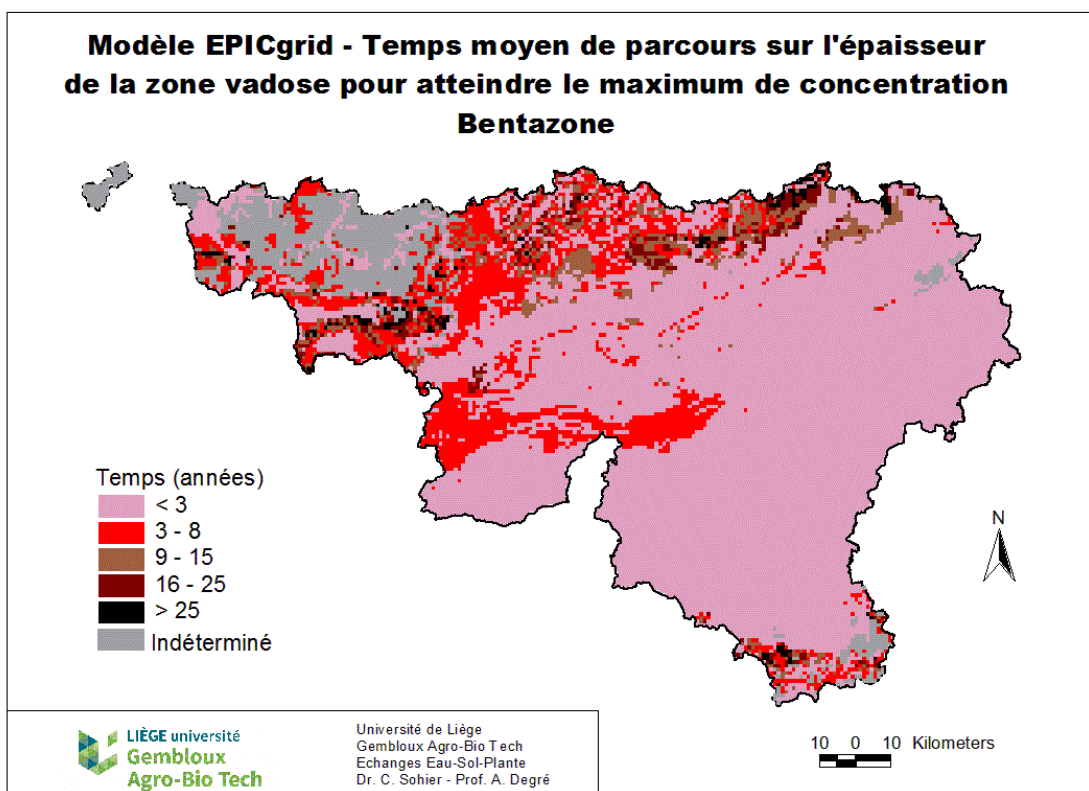 Modèle EPICgrid - Temps moyen de parcours sur l'épaisseur
de la zone vadose pour atteindre le maximum de concentration
Bentazone
Temps (années)
< 3
3 - 8
9 - 15
16 - 25
> 25
Indéterminé
N
10 0 10 Kilometers
LIÈGE université
Gembloux
Agro-Bio Tech
Université de Liège
Gembloux Agro-Bio Tech
Echanges Eau-Sol-Plante
Dr. C. Sohier - Prof. A. Degré